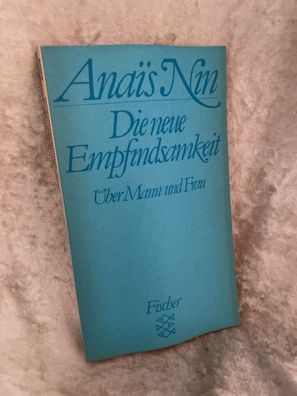 Anaïs Nin
Die neue
Empfindsamkeit
Über Mann und Frau
Fischer